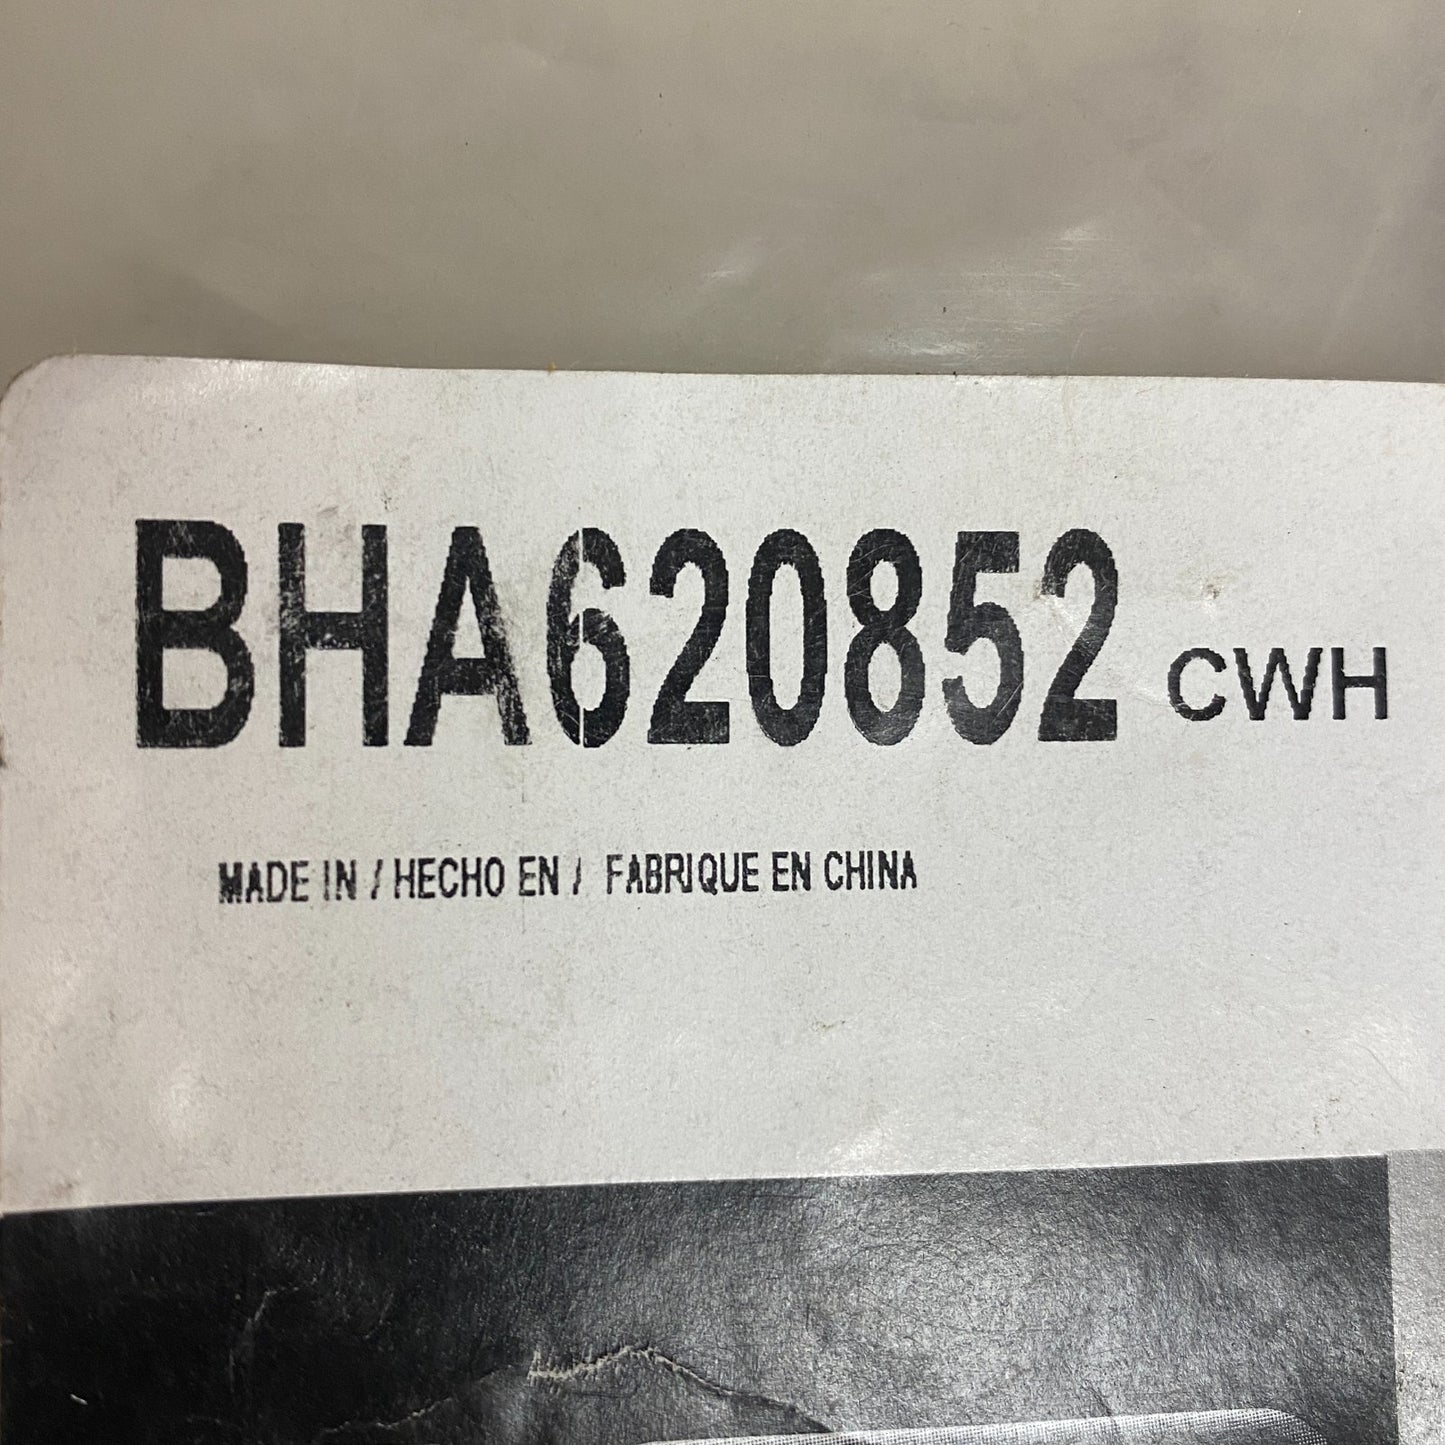 BHA620852 CWH
MADE IN / HECHO EN / FABRIQUE EN CHINA